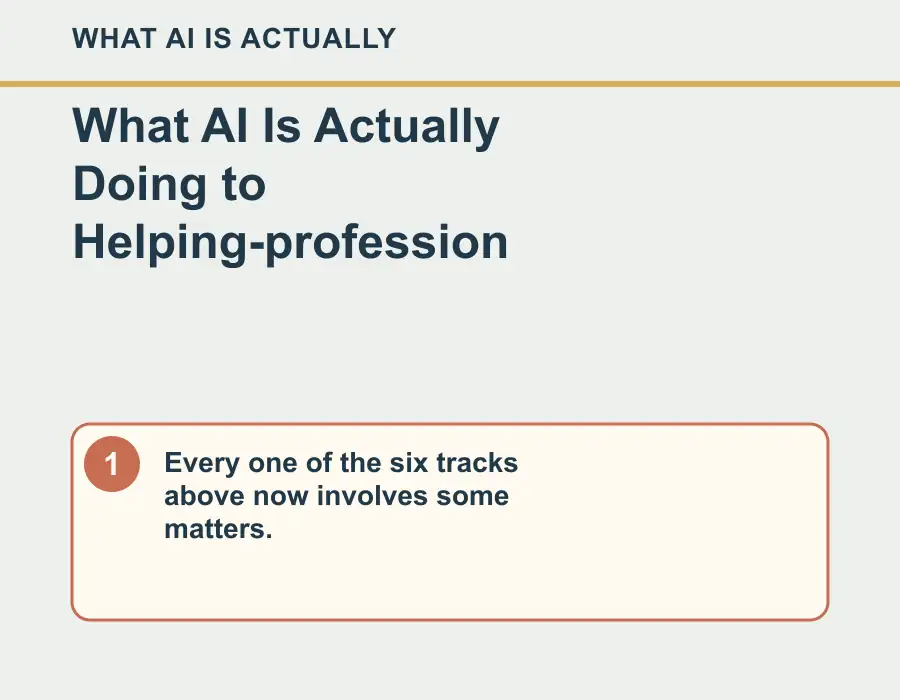 WHAT AI IS ACTUALLY
What AI Is Actually
Doing to
Helping-profession
1
Every one of the six tracks
above now involves some
matters.